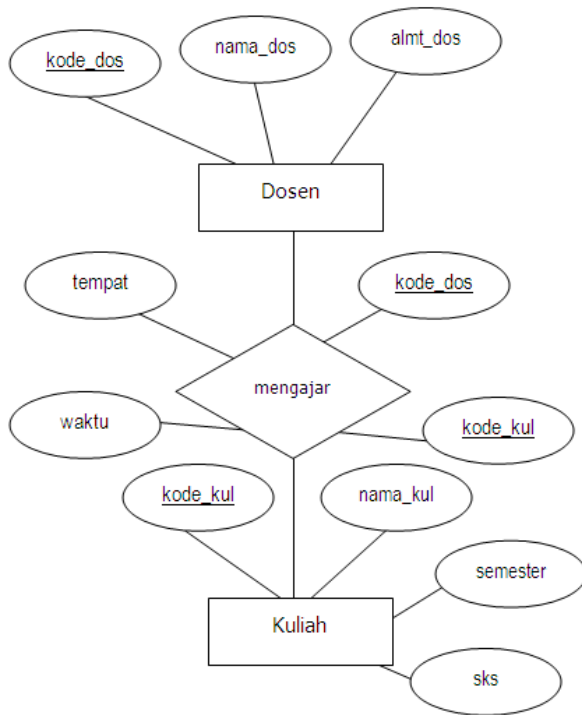 kode_dos
nama_dos
almt_dos
Dosen
tempat
kode_dos
mengajar
waktu
kode_kul
kode_kul
nama_kul
semester
Kuliah
sks